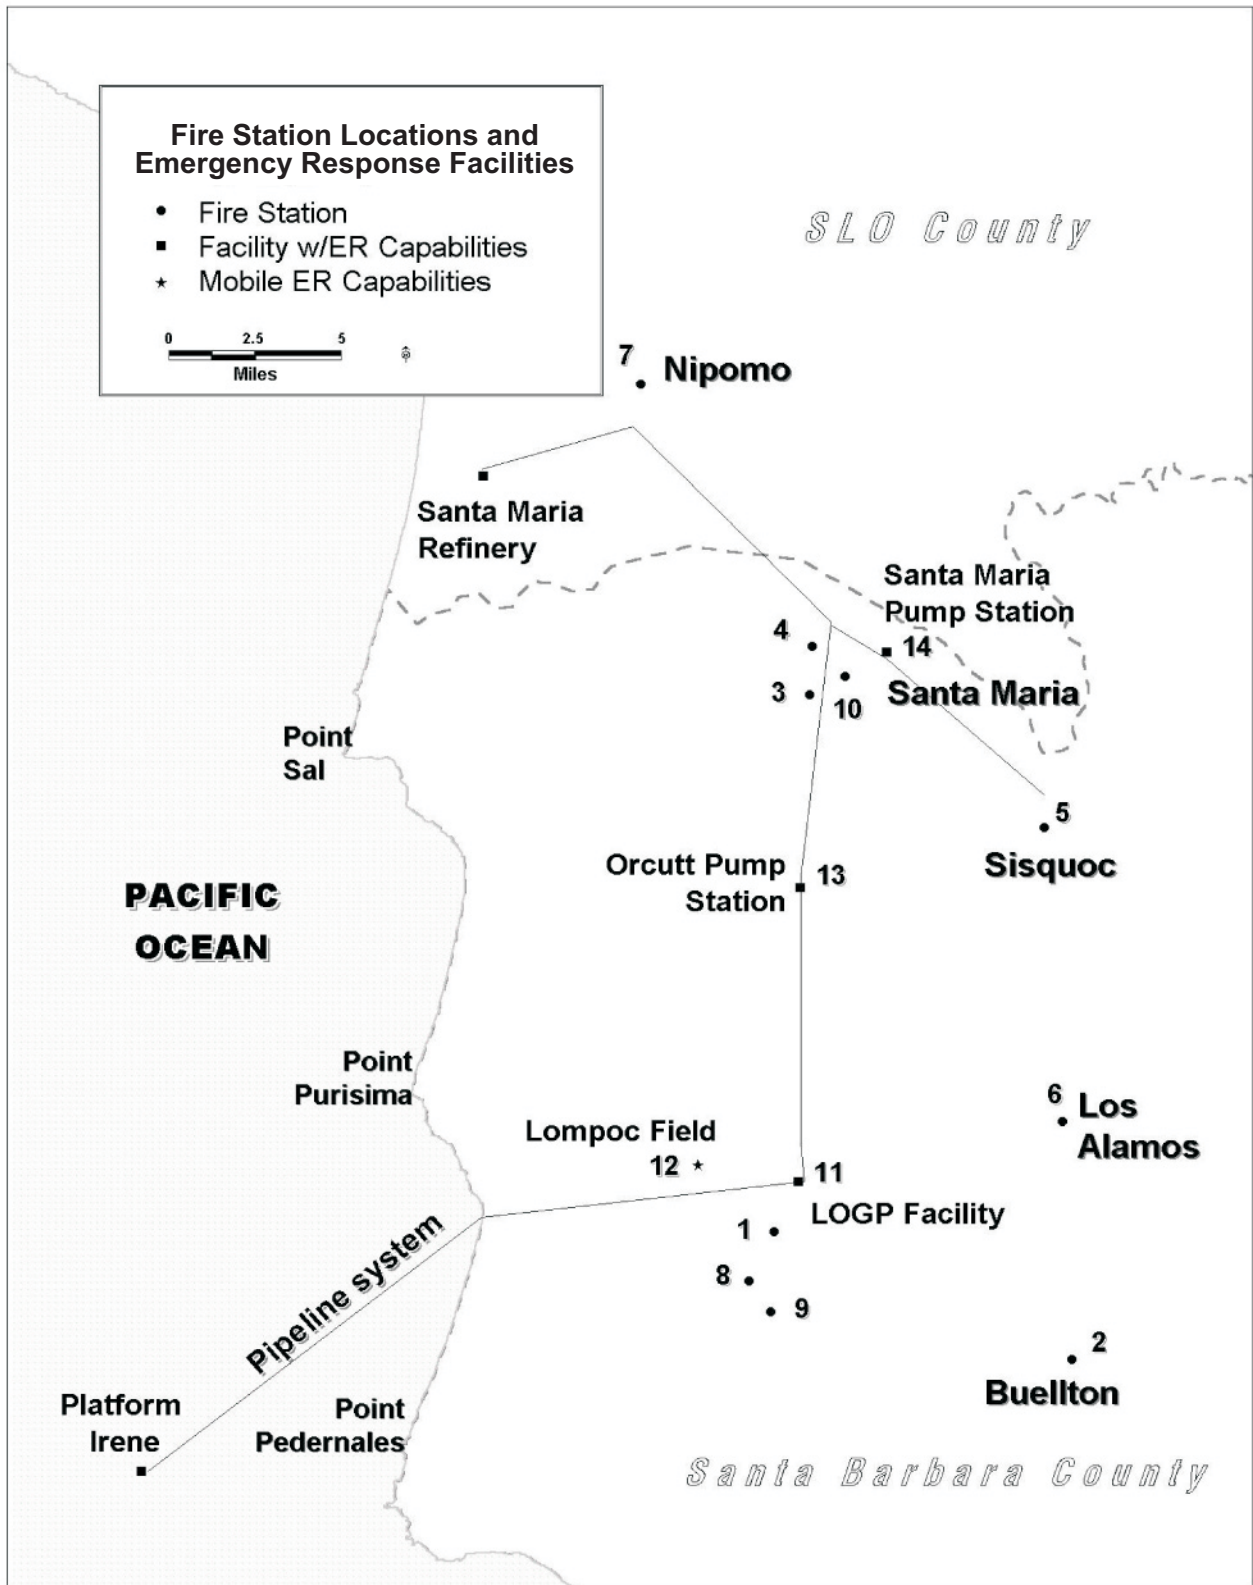 Fire Station Locations and
Emergency Response Facilities
Fire Station
Facility w/ER Capabilities
Mobile ER Capabilities
0 2.5 5
Miles
SLO County
7 Nipomo
Santa Maria
Refinery
Santa Maria
Pump Station
4
14
3
10
Santa Maria
Point
Sal
5
Sisquoc
Orcutt Pump
Station
13
PACIFIC
OCEAN
Point
Purisima
6 Los
Alamos
Lompoc Field
12
11
LOGP Facility
1
8
9
Pipeline system
2
Buellton
Platform
Irene
Point
Pedernales
Santa Barbara County